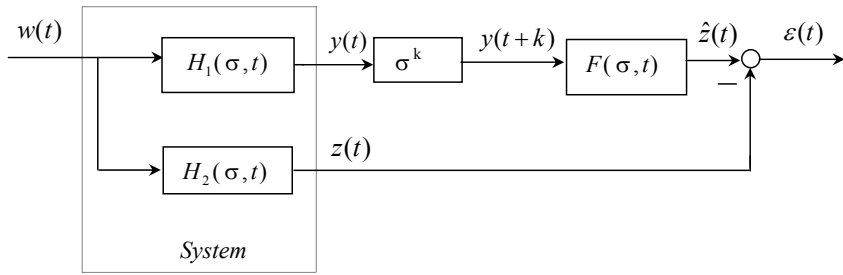 w(t)
H₁(σ,t)
y(t)
σᵏ
y(t+k)
F(σ,t)
ẑ(t)
ε(t)
−
H₂(σ,t)
z(t)
System